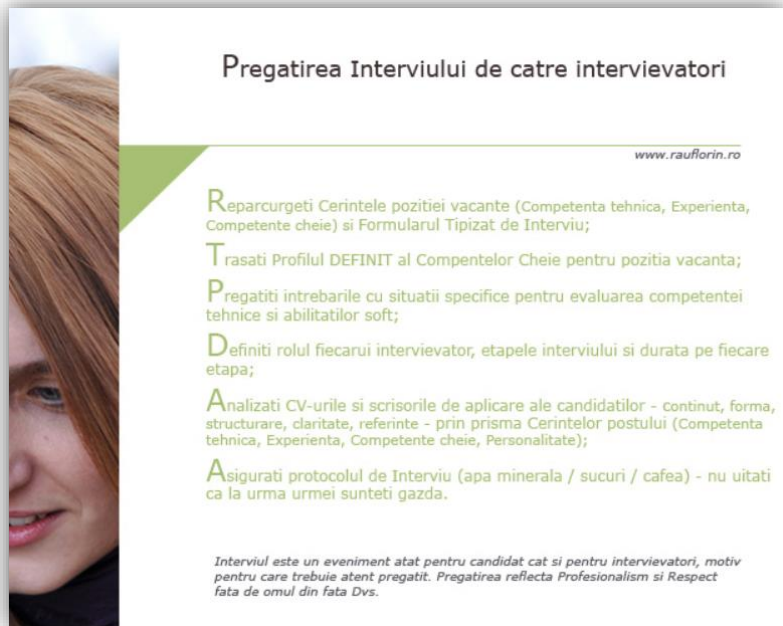 Pregatirea Interviului de catre intervievatori
www.rauflorin.ro
Reparcurgeti Cerintele pozitiei vacante (Competenta tehnica, Experienta,
Competente cheie) si Formularul Tipizat de Interviu;
Trasati Profilul DEFINIT al Compentelor Cheie pentru pozitia vacanta;
Pregatiti intrebarile cu situatii specifice pentru evaluarea competentei
tehnice si abilitatilor soft;
Definiti rolul fiecarui intervievator, etapele interviului si durata pe fiecare
etapa;
Analizati CV-urile si scrisorile de aplicare ale candidatilor - continut, forma,
structurare, claritate, referinte - prin prisma Cerintelor postului (Competenta
tehnica, Experienta, Competente cheie, Personalitate);
Asigurati protocolul de Interviu (apa minerala / sucuri / cafea) - nu uitati
ca la urma urmei sunteti gazda.
Interviul este un eveniment atat pentru candidat cat si pentru intervievatori, motiv
pentru care trebuie atent pregatit. Pregatirea reflecta Profesionalism si Respect
fata de omul din fata Dvs.